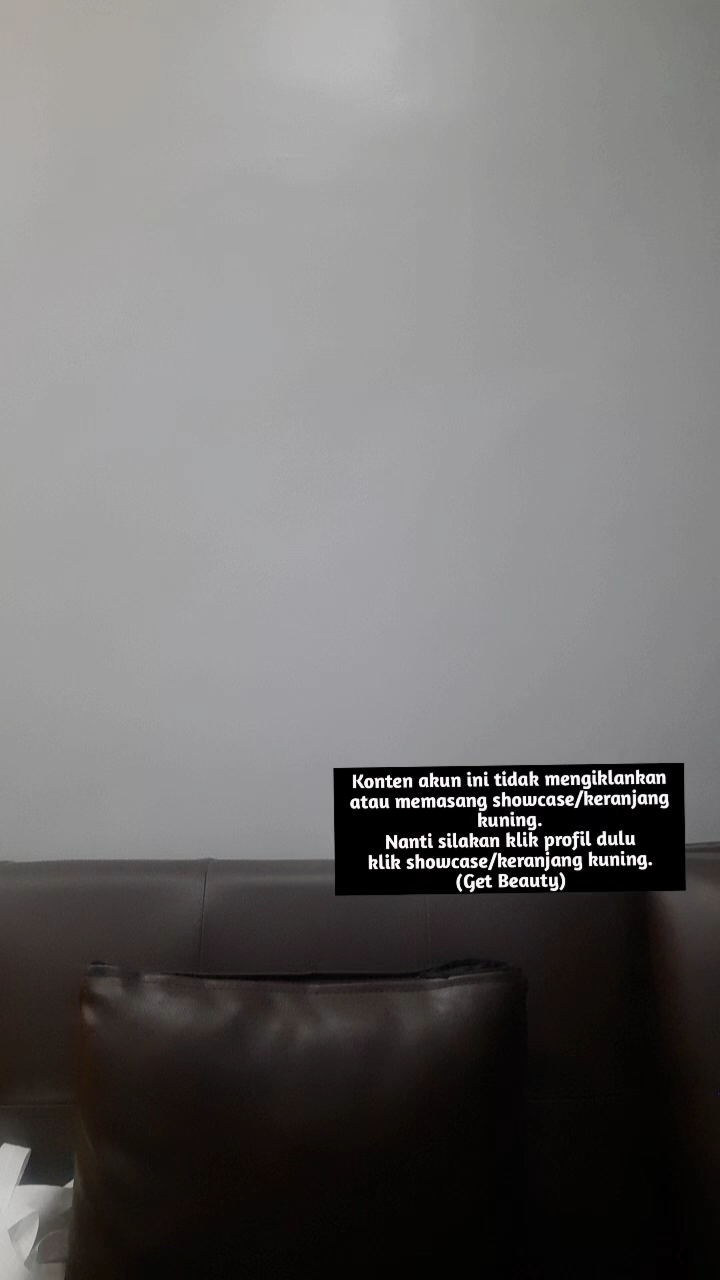 Konten akun ini tidak mengiklankan
atau memasang showcase/keranjang
kuning.
Nanti silakan klik profil dulu
klik showcase/keranjang kuning.
(Get Beauty)